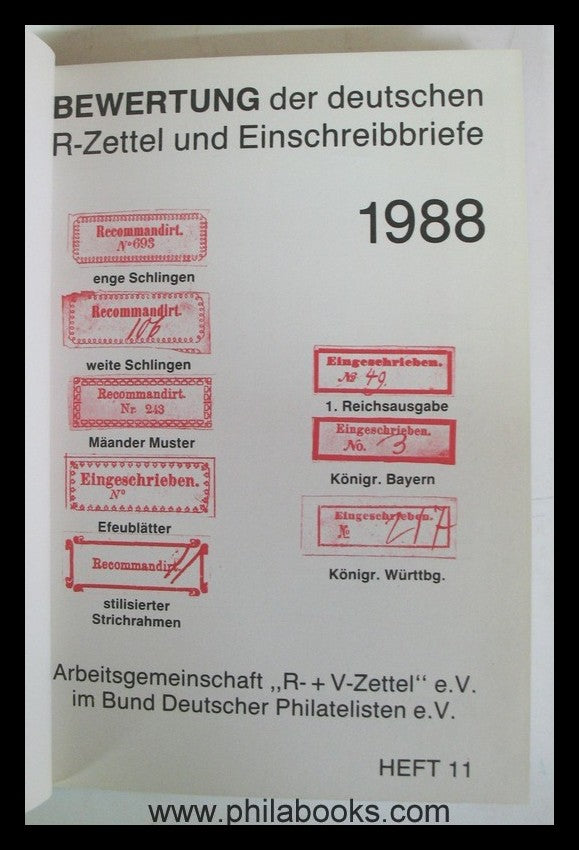 BEWERTUNG der deutschen
R-Zettel und Einschreibbriefe
1988
Recommandirt.
No 693
enge Schlingen
Recommandirt.
106
weite Schlingen
Recommandirt.
Nr. 243
Mäander Muster
Eingeschrieben.
No
Efeublätter
Recommandirt.
stilisierter
Strichrahmen
Eingeschrieben.
No 49.
1. Reichsausgabe
Eingeschrieben.
No. 3
Königr. Bayern
Eingeschrieben.
№
Königr. Württbg.
Arbeitsgemeinschaft „R- + V-Zettel“ e.V.
im Bund Deutscher Philatelisten e.V.
HEFT 11
www.philabooks.com